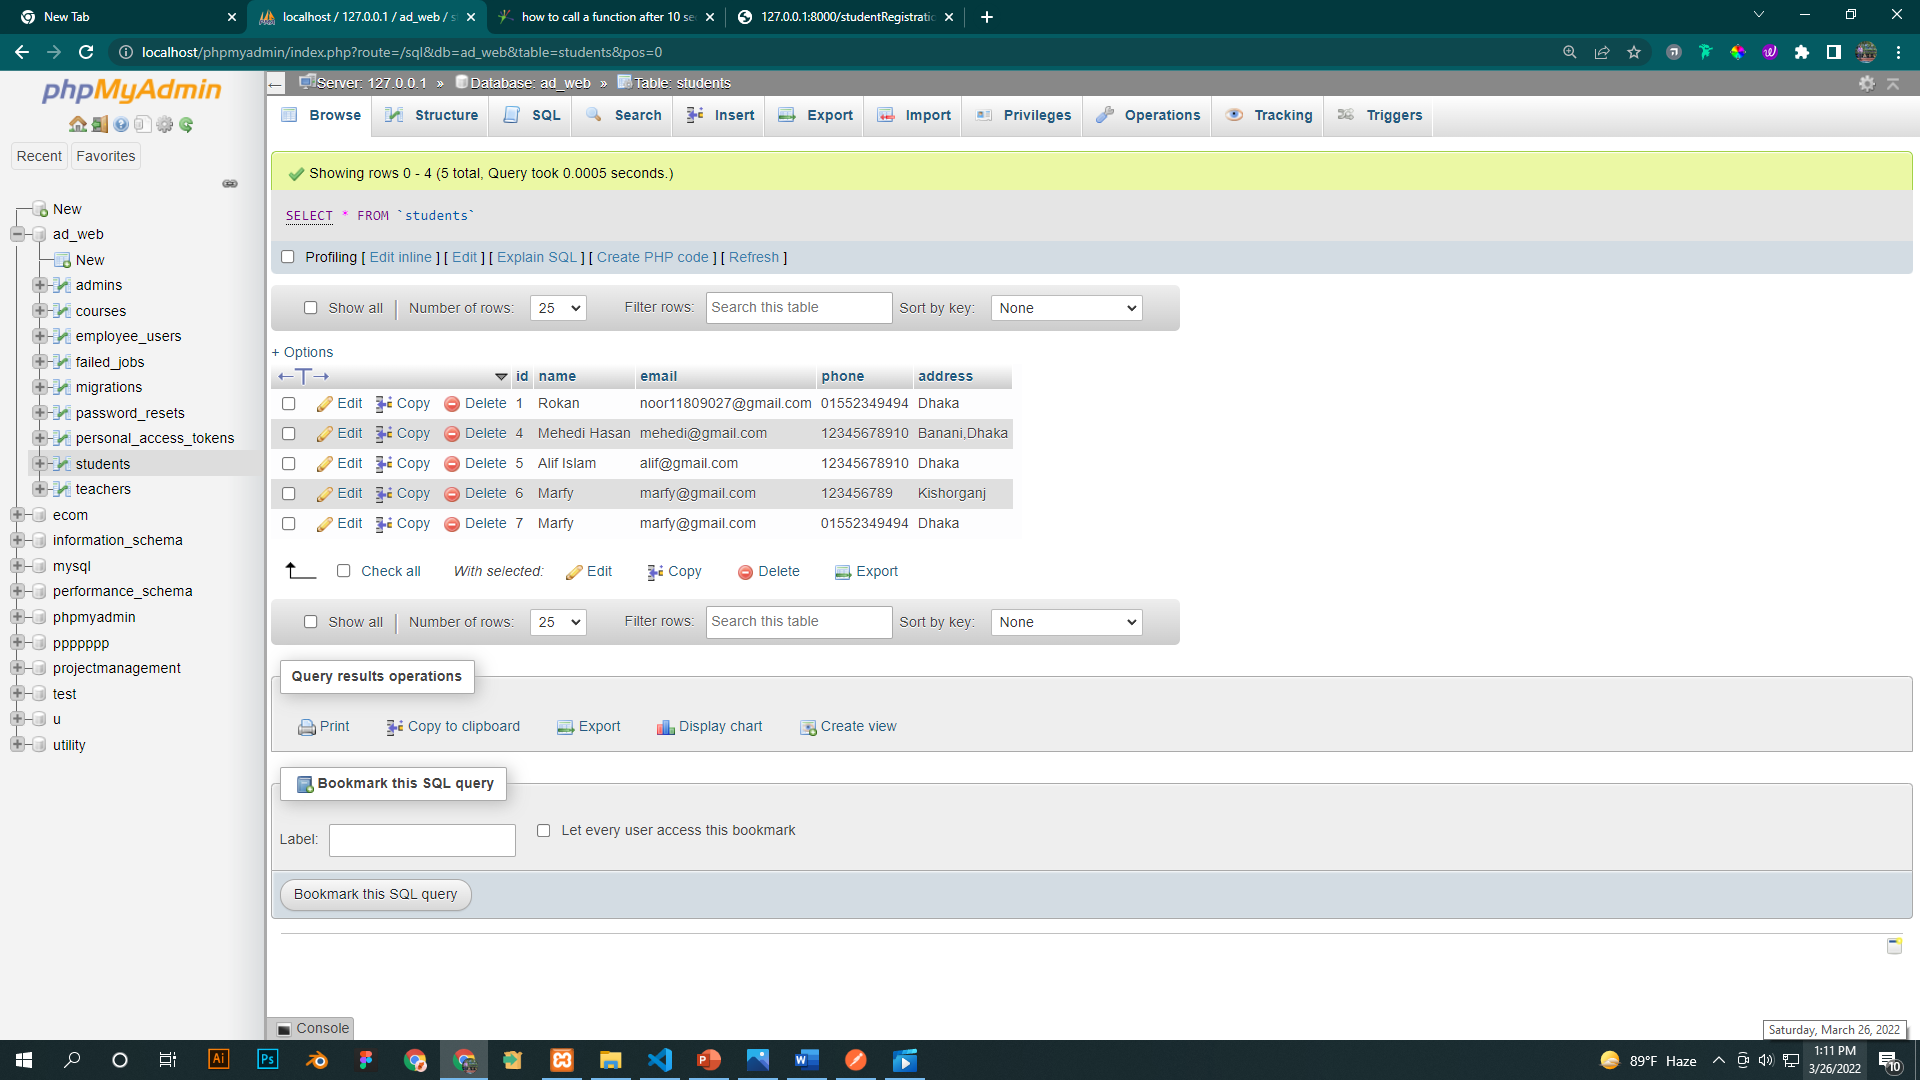 New Tab
localhost / 127.0.0.1 / ad_web / s
how to call a function after 10 se
127.0.0.1:8000/studentRegistratio
localhost/phpmyadmin/index.php?route=/sql&db=ad_web&table=students&pos=0
phpMyAdmin
Recent Favorites
New
ad_web
New
admins
courses
employee_users
failed_jobs
migrations
password_resets
personal_access_tokens
students
teachers
ecom
information_schema
mysql
performance_schema
phpmyadmin
ppppppp
projectmanagement
test
u
utility
Server: 127.0.0.1 » Database: ad_web » Table: students
Browse Structure SQL Search Insert Export Import Privileges Operations Tracking Triggers
Showing rows 0 - 4 (5 total, Query took 0.0005 seconds.)
SELECT * FROM `students`
Profiling [ Edit inline ] [ Edit ] [ Explain SQL ] [ Create PHP code ] [ Refresh ]
Show all Number of rows: 25 Filter rows: Search this table Sort by key: None
+ Options
←T→ id name email phone address
Edit Copy Delete 1 Rokan noor11809027@gmail.com 01552349494 Dhaka
Edit Copy Delete 4 Mehedi Hasan mehedi@gmail.com 12345678910 Banani,Dhaka
Edit Copy Delete 5 Alif Islam alif@gmail.com 12345678910 Dhaka
Edit Copy Delete 6 Marfy marfy@gmail.com 123456789 Kishorganj
Edit Copy Delete 7 Marfy marfy@gmail.com 01552349494 Dhaka
Check all With selected: Edit Copy Delete Export
Show all Number of rows: 25 Filter rows: Search this table Sort by key: None
Query results operations
Print Copy to clipboard Export Display chart Create view
Bookmark this SQL query
Label: Let every user access this bookmark
Bookmark this SQL query
Console
Saturday, March 26, 2022
Ai Ps
89°F Haze
1:11 PM
3/26/2022
10